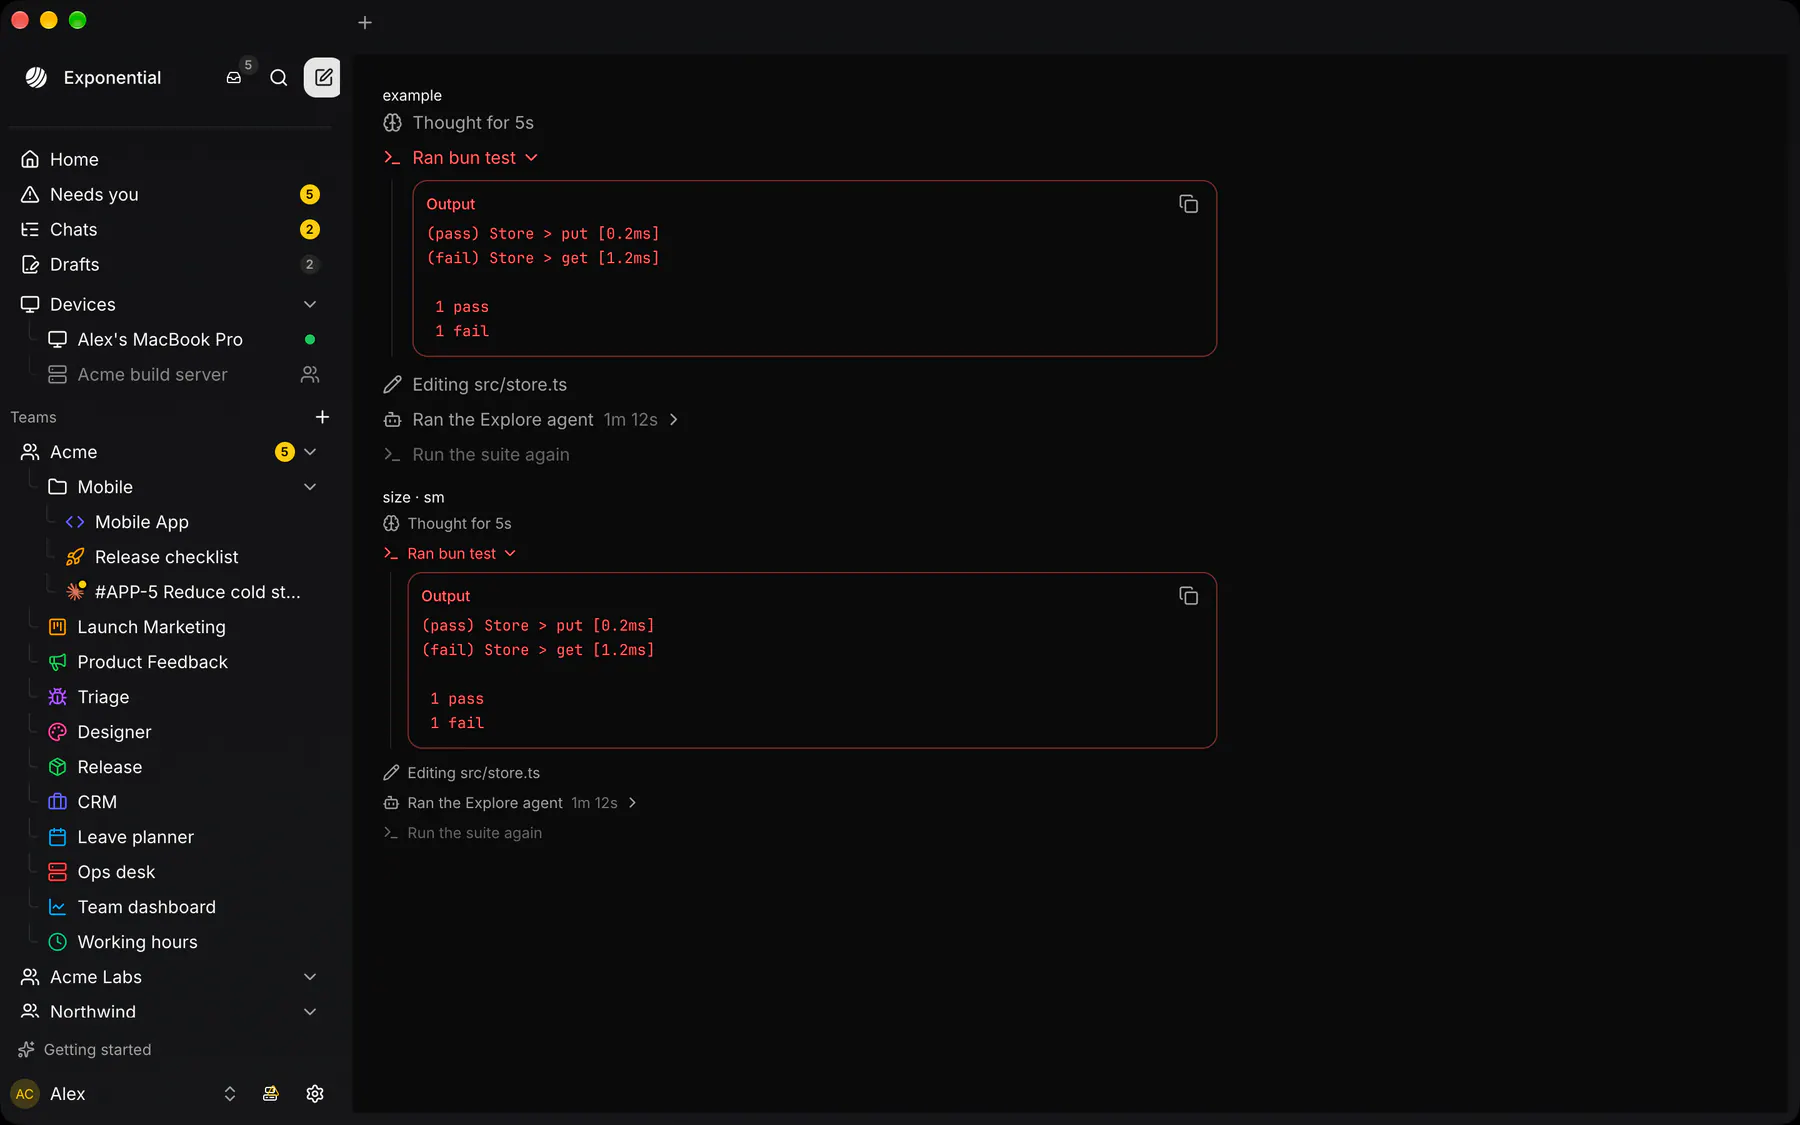 Exponential
5
Home
Needs you
5
Chats
2
Drafts
2
Devices
Alex's MacBook Pro
Acme build server
Teams
Acme
5
Mobile
Mobile App
Release checklist
#APP-5 Reduce cold st...
Launch Marketing
Product Feedback
Triage
Designer
Release
CRM
Leave planner
Ops desk
Team dashboard
Working hours
Acme Labs
Northwind
Getting started
AC
Alex
example
Thought for 5s
Ran bun test
Output
(pass) Store > put [0.2ms]
(fail) Store > get [1.2ms]
1 pass
1 fail
Editing src/store.ts
Ran the Explore agent 1m 12s
Run the suite again
size · sm
Thought for 5s
Ran bun test
Output
(pass) Store > put [0.2ms]
(fail) Store > get [1.2ms]
1 pass
1 fail
Editing src/store.ts
Ran the Explore agent 1m 12s
Run the suite again